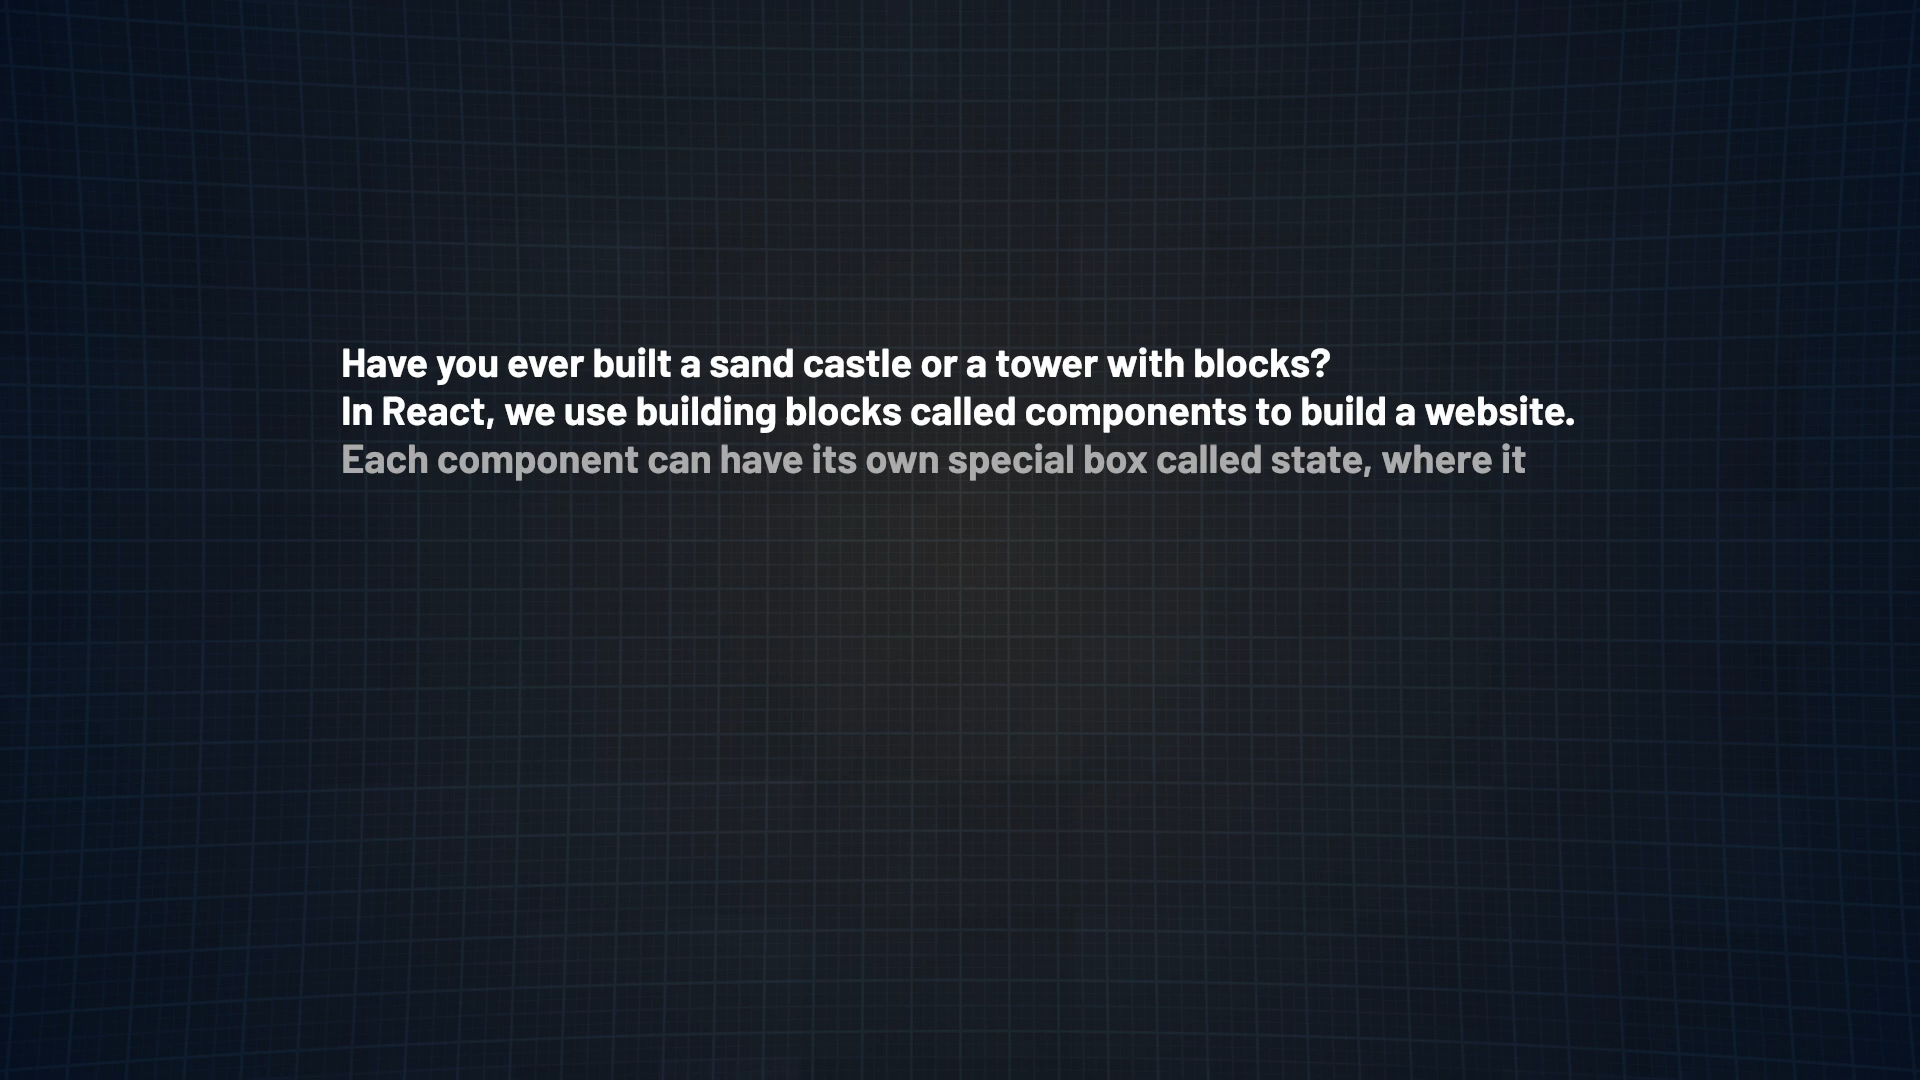 Have you ever built a sand castle or a tower with blocks?
In React, we use building blocks called components to build a website.
Each component can have its own special box called state, where it